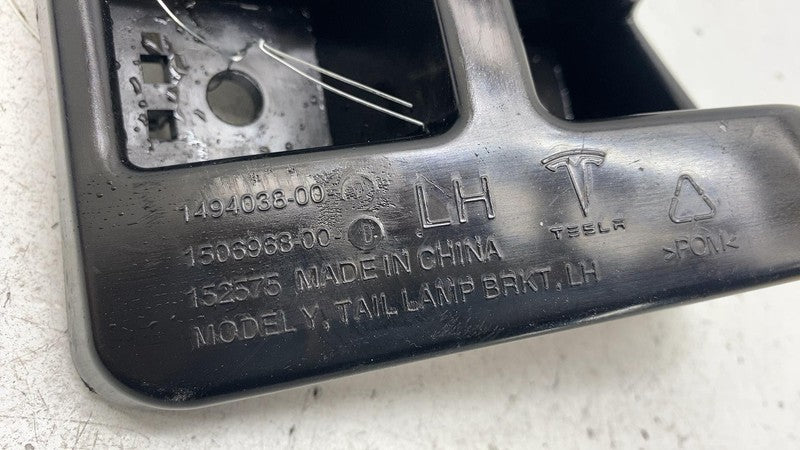 1494038-00-
1506968-00-
LH
TESLA
>POM<
152575 MADE IN CHINA
MODEL Y, TAIL LAMP BRKT, LH